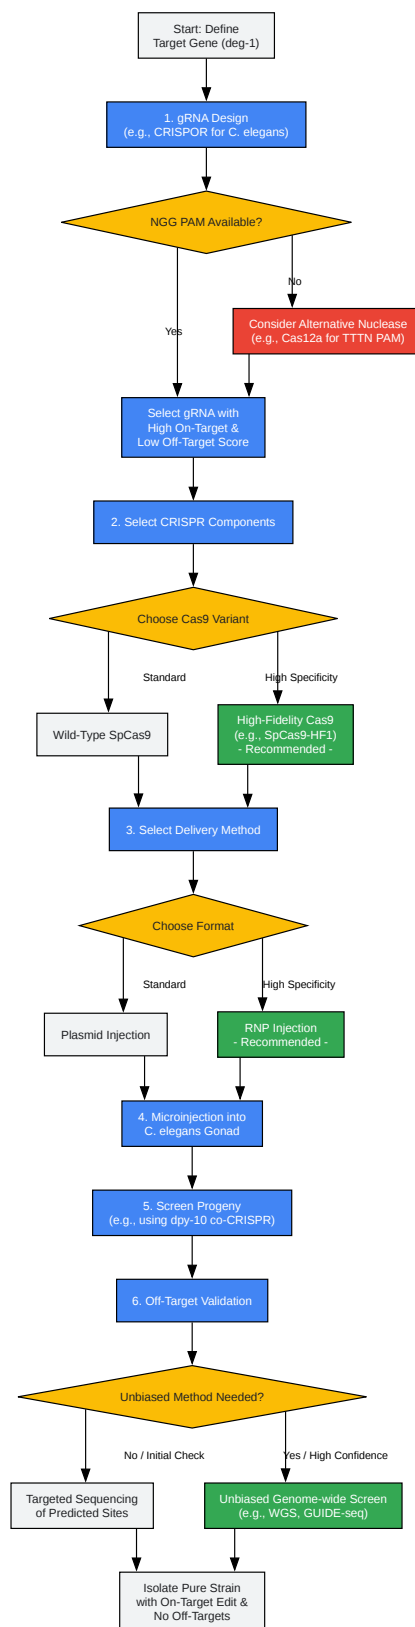 Start: Define
Target Gene (deg-1)
1. gRNA Design
(e.g., CRISPOR for C. elegans)
NGG PAM Available?
No
Consider Alternative Nuclease
(e.g., Cas12a for TTTN PAM)
Yes
Select gRNA with
High On-Target &
Low Off-Target Score
2. Select CRISPR Components
Choose Cas9 Variant
Standard
High Specificity
Wild-Type SpCas9
High-Fidelity Cas9
(e.g., SpCas9-HF1)
- Recommended -
3. Select Delivery Method
Choose Format
Standard
High Specificity
Plasmid Injection
RNP Injection
- Recommended -
4. Microinjection into
C. elegans Gonad
5. Screen Progeny
(e.g., using dpy-10 co-CRISPR)
6. Off-Target Validation
Unbiased Method Needed?
No / Initial Check
Yes / High Confidence
Targeted Sequencing
of Predicted Sites
Unbiased Genome-wide Screen
(e.g., WGS, GUIDE-seq)
Isolate Pure Strain
with On-Target Edit &
No Off-Targets